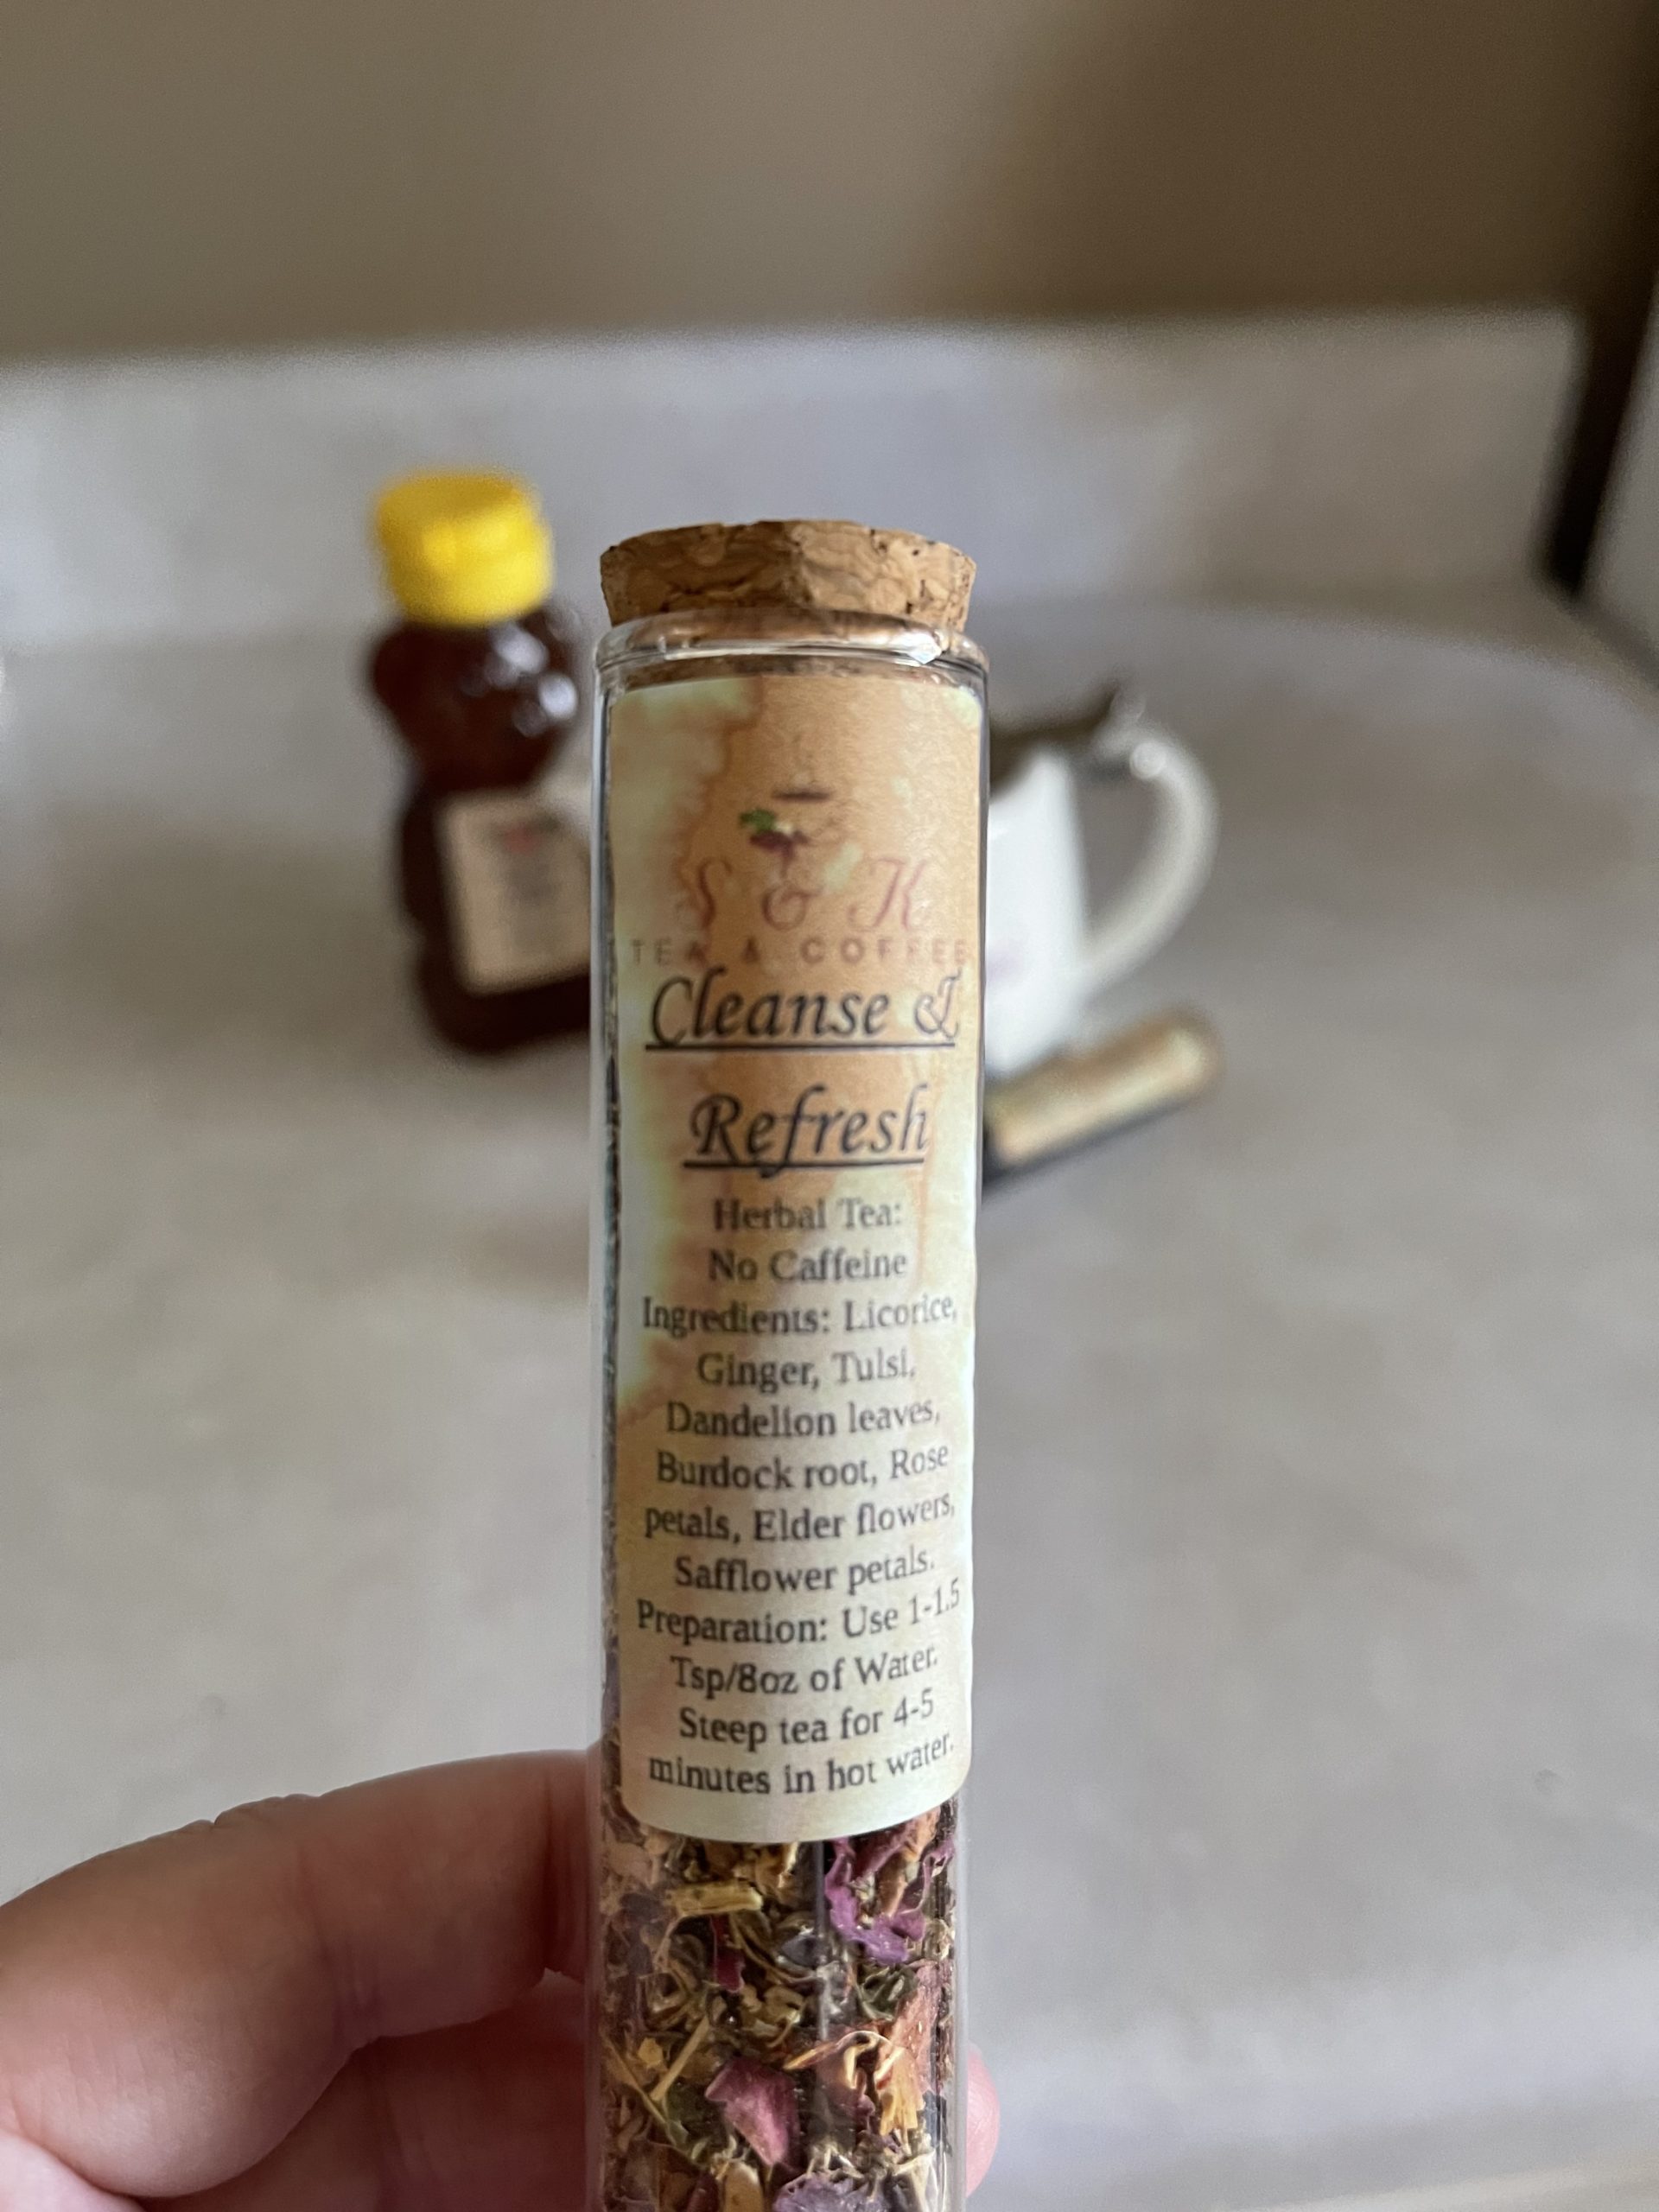 S & K
TEA & COFFEE
Cleanse &
Refresh
Herbal Tea:
No Caffeine
Ingredients: Licorice,
Ginger, Tulsi,
Dandelion leaves,
Burdock root, Rose
petals, Elder flowers,
Safflower petals.
Preparation: Use 1-1.5
Tsp/8oz of Water.
Steep tea for 4-5
minutes in hot water.